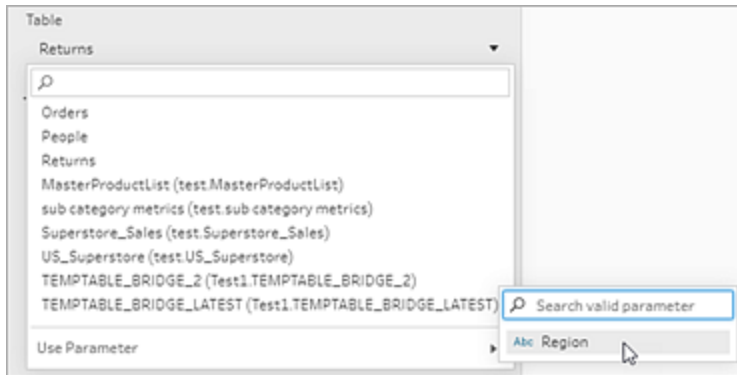 Table
Returns
Orders
People
Returns
MasterProductList (test.MasterProductList)
sub category metrics (test.sub category metrics)
Superstore_Sales (test.Superstore_Sales)
US_Superstore (test.US_Superstore)
TEMPTABLE_BRIDGE_2 (Test1.TEMPTABLE_BRIDGE_2)
TEMPTABLE_BRIDGE_LATEST (Test1.TEMPTABLE_BRIDGE_LATEST)
Search valid parameter
Use Parameter
Abc Region